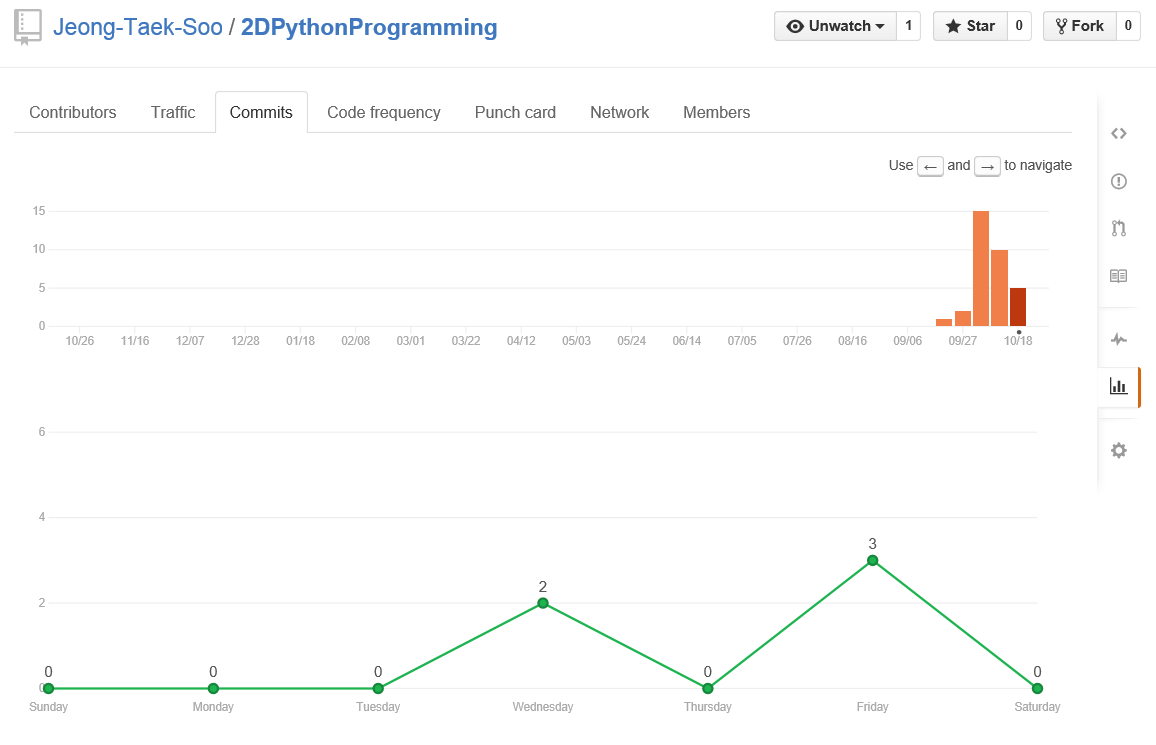 Jeong-Taek-Soo / 2DPythonProgramming
Unwatch 1 Star 0 Fork 0
Contributors Traffic Commits Code frequency Punch card Network Members
Use ← and → to navigate
15
10
5
0
10/26 11/16 12/07 12/28 01/18 02/08 03/01 03/22 04/12 05/03 05/24 06/14 07/05 07/26 08/16 09/06 09/27 10/18
6
4
3
2
2
0 0 0 0 0
0
Sunday Monday Tuesday Wednesday Thursday Friday Saturday